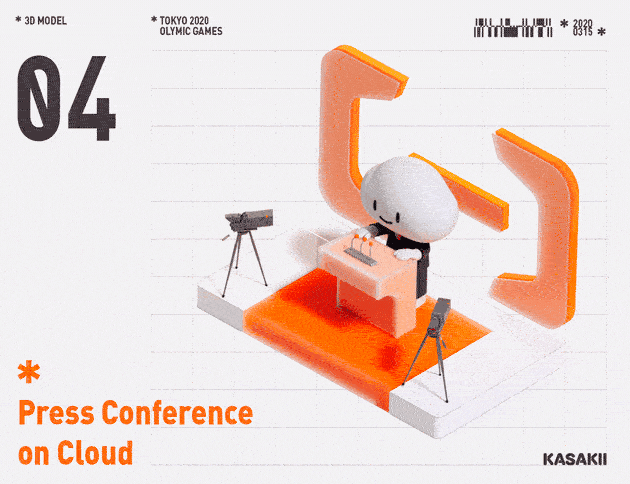 * 3D MODEL
* TOKYO 2020
OLYMIC GAMES
* 2020
0315 *
04
*
Press Conference
on Cloud
KASAKII